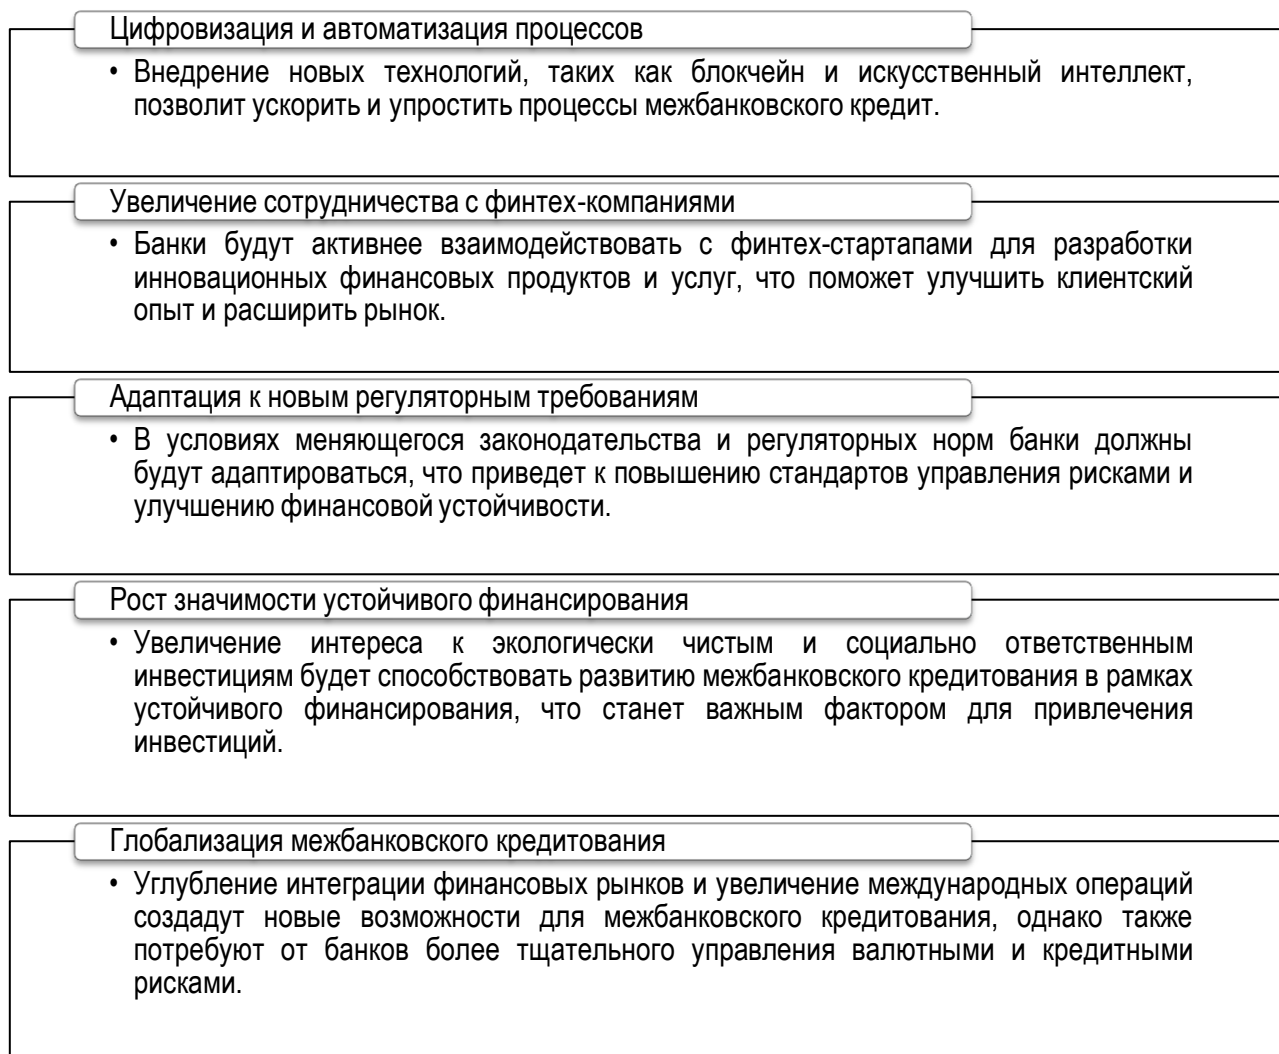 Цифровизация и автоматизация процессов
• Внедрение новых технологий, таких как блокчейн и искусственный интеллект,
позволит ускорить и упростить процессы межбанковского кредит.
Увеличение сотрудничества с финтех-компаниями
• Банки будут активнее взаимодействовать с финтех-стартапами для разработки
инновационных финансовых продуктов и услуг, что поможет улучшить клиентский
опыт и расширить рынок.
Адаптация к новым регуляторным требованиям
• В условиях меняющегося законодательства и регуляторных норм банки должны
будут адаптироваться, что приведет к повышению стандартов управления рисками и
улучшению финансовой устойчивости.
Рост значимости устойчивого финансирования
• Увеличение интереса к экологически чистым и социально ответственным
инвестициям будет способствовать развитию межбанковского кредитования в рамках
устойчивого финансирования, что станет важным фактором для привлечения
инвестиций.
Глобализация межбанковского кредитования
• Углубление интеграции финансовых рынков и увеличение международных операций
создадут новые возможности для межбанковского кредитования, однако также
потребуют от банков более тщательного управления валютными и кредитными
рисками.